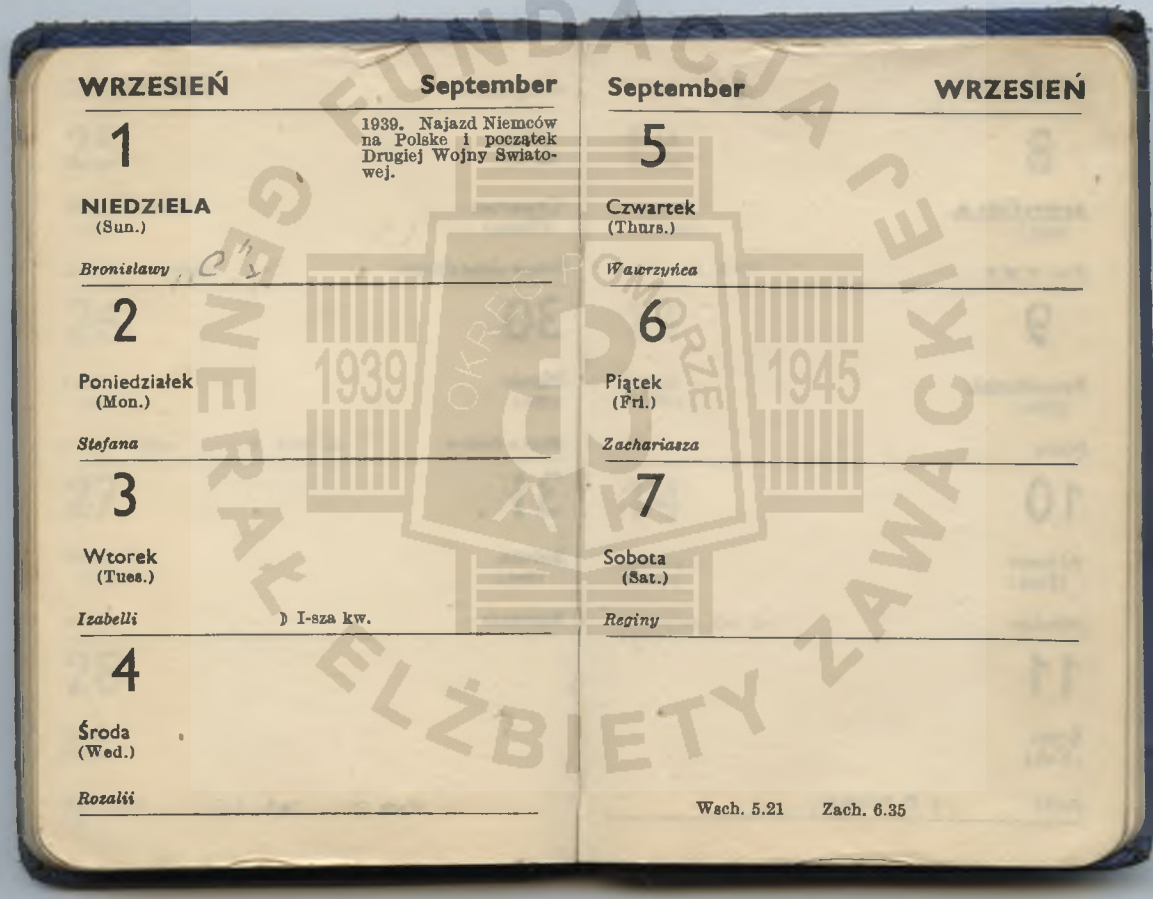 WRZESIEŃ September
1
1939. Najazd Niemców
na Polske i początek
Drugiej Wojny Swiato-
wej.
NIEDZIELA
(Sun.)
Bronisławy
2
Poniedziałek
(Mon.)
Stefana
3
Wtorek
(Tues.)
Izabelli ☽ I-sza kw.
4
Środa
(Wed.)
Rozalii
September WRZESIEŃ
5
Czwartek
(Thurs.)
Wawrzyńca
6
Piątek
(Fri.)
Zachariasza
7
Sobota
(Sat.)
Reginy
Wsch. 5.21 Zach. 6.35
FUNDACJA
GENERAŁ ELŻBIETY ZAWACKIEJ
OKRĘG POMORZE
1939
1945
AK